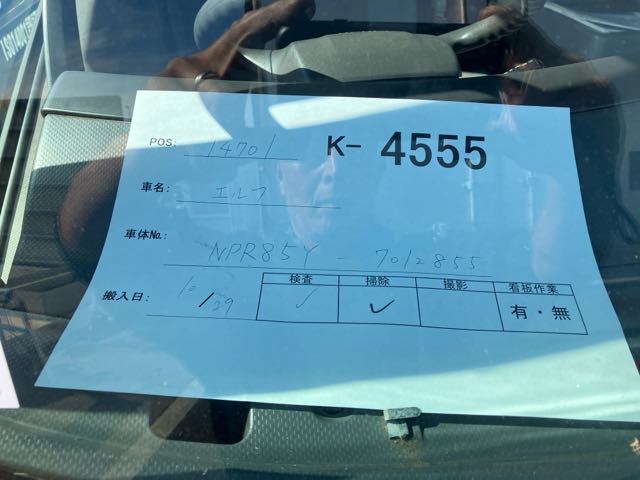 POS: 14701 K- 4555
車名: エルフ
車体No. NPR85Y - 7012855
搬入日: 10/29
検査 掃除 撮影 看板作業
✓ ✓ 有・無